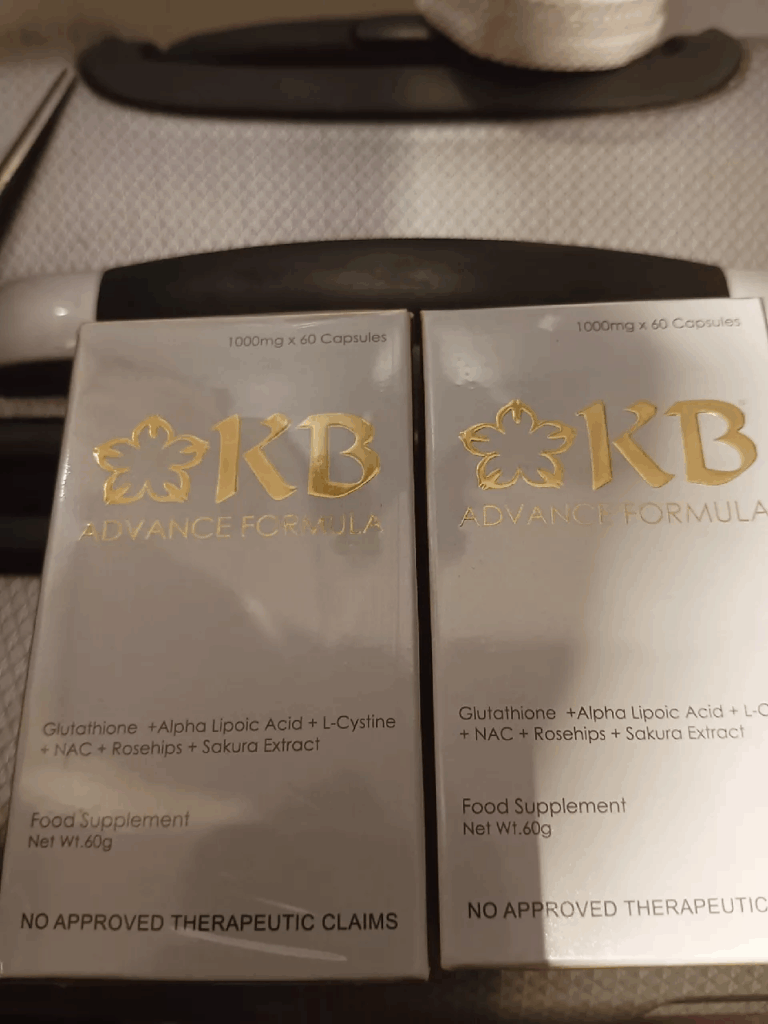 1000mg x 60 Capsules
KB
ADVANCE FORMULA
Glutathione +Alpha Lipoic Acid + L-Cystine
+ NAC + Rosehips + Sakura Extract
Food Supplement
Net Wt.60g
NO APPROVED THERAPEUTIC CLAIMS
1000mg x 60 Capsules
KB
ADVANCE FORMULA
Glutathione +Alpha Lipoic Acid + L-C
+ NAC + Rosehips + Sakura Extract
Food Supplement
Net Wt.60g
NO APPROVED THERAPEUTIC